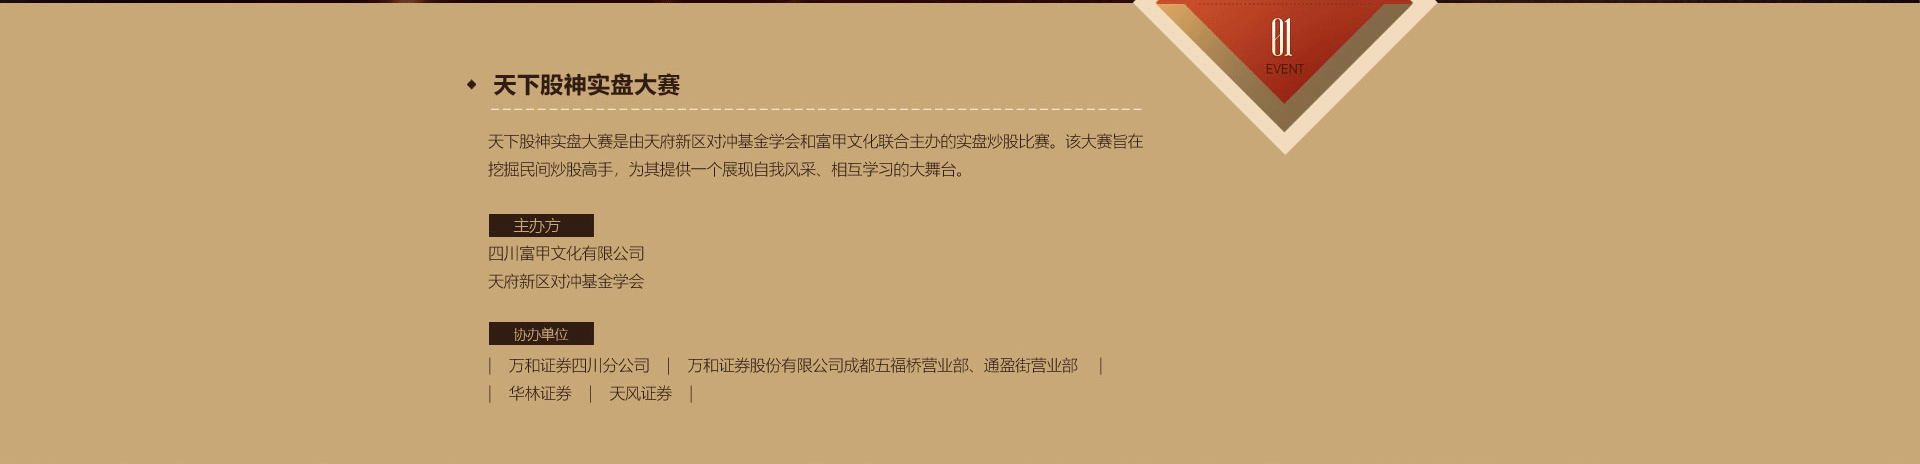 01
EVENT
天下股神实盘大赛
天下股神实盘大赛是由天府新区对冲基金学会和富甲文化联合主办的实盘炒股比赛。该大赛旨在
挖掘民间炒股高手，为其提供一个展现自我风采、相互学习的大舞台。
主办方
四川富甲文化有限公司
天府新区对冲基金学会
协办单位
| 万和证券四川分公司 | 万和证券股份有限公司成都五福桥营业部、通盈街营业部 |
| 华林证券 | 天风证券 |